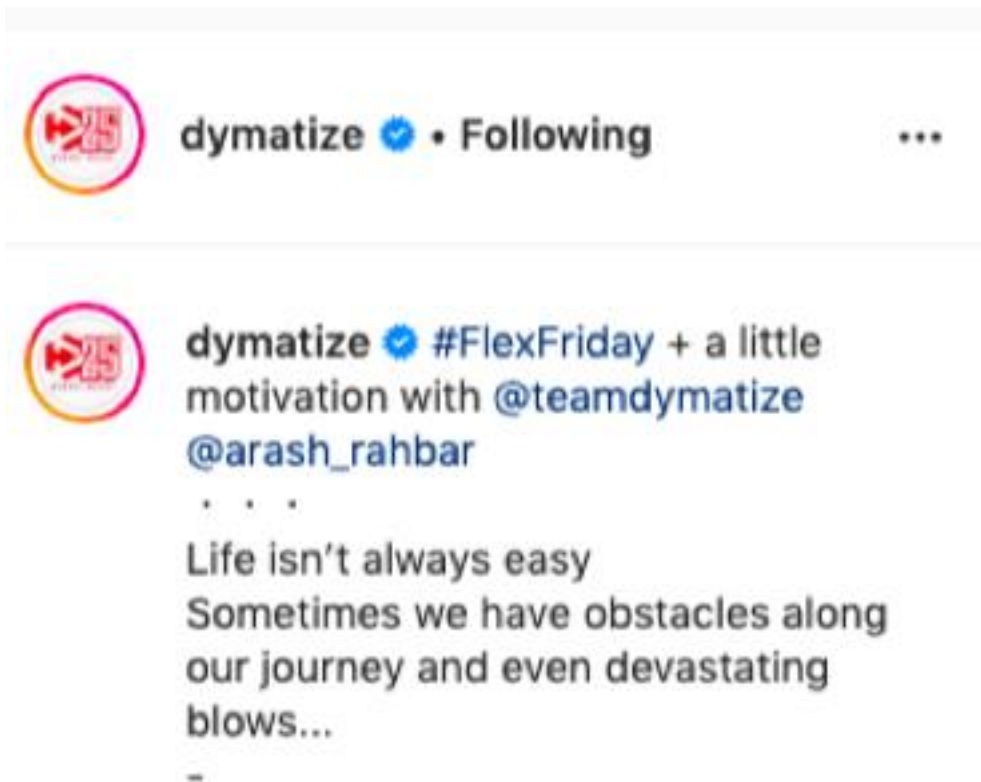 dymatize • Following
...
dymatize #FlexFriday + a little
motivation with @teamdymatize
@arash_rahbar
. . .
Life isn't always easy
Sometimes we have obstacles along
our journey and even devastating
blows...
-